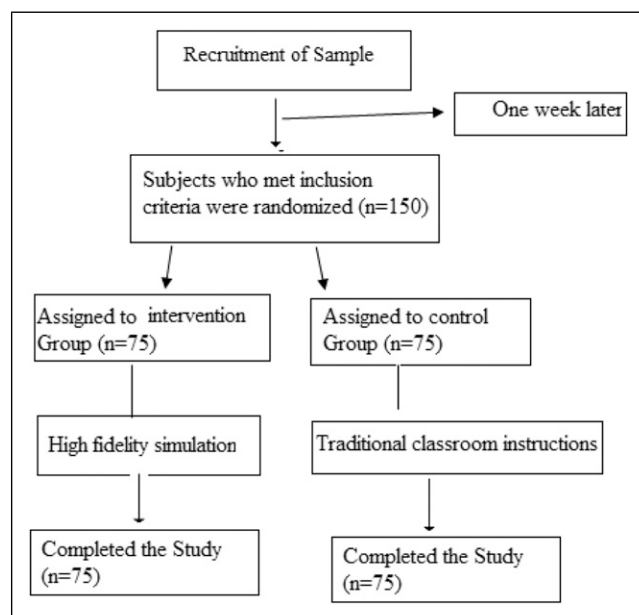 Recruitment of Sample
One week later
Subjects who met inclusion
criteria were randomized (n=150)
Assigned to intervention
Group (n=75)
Assigned to control
Group (n=75)
High fidelity simulation
Traditional classroom instructions
Completed the Study
(n=75)
Completed the Study
(n=75)